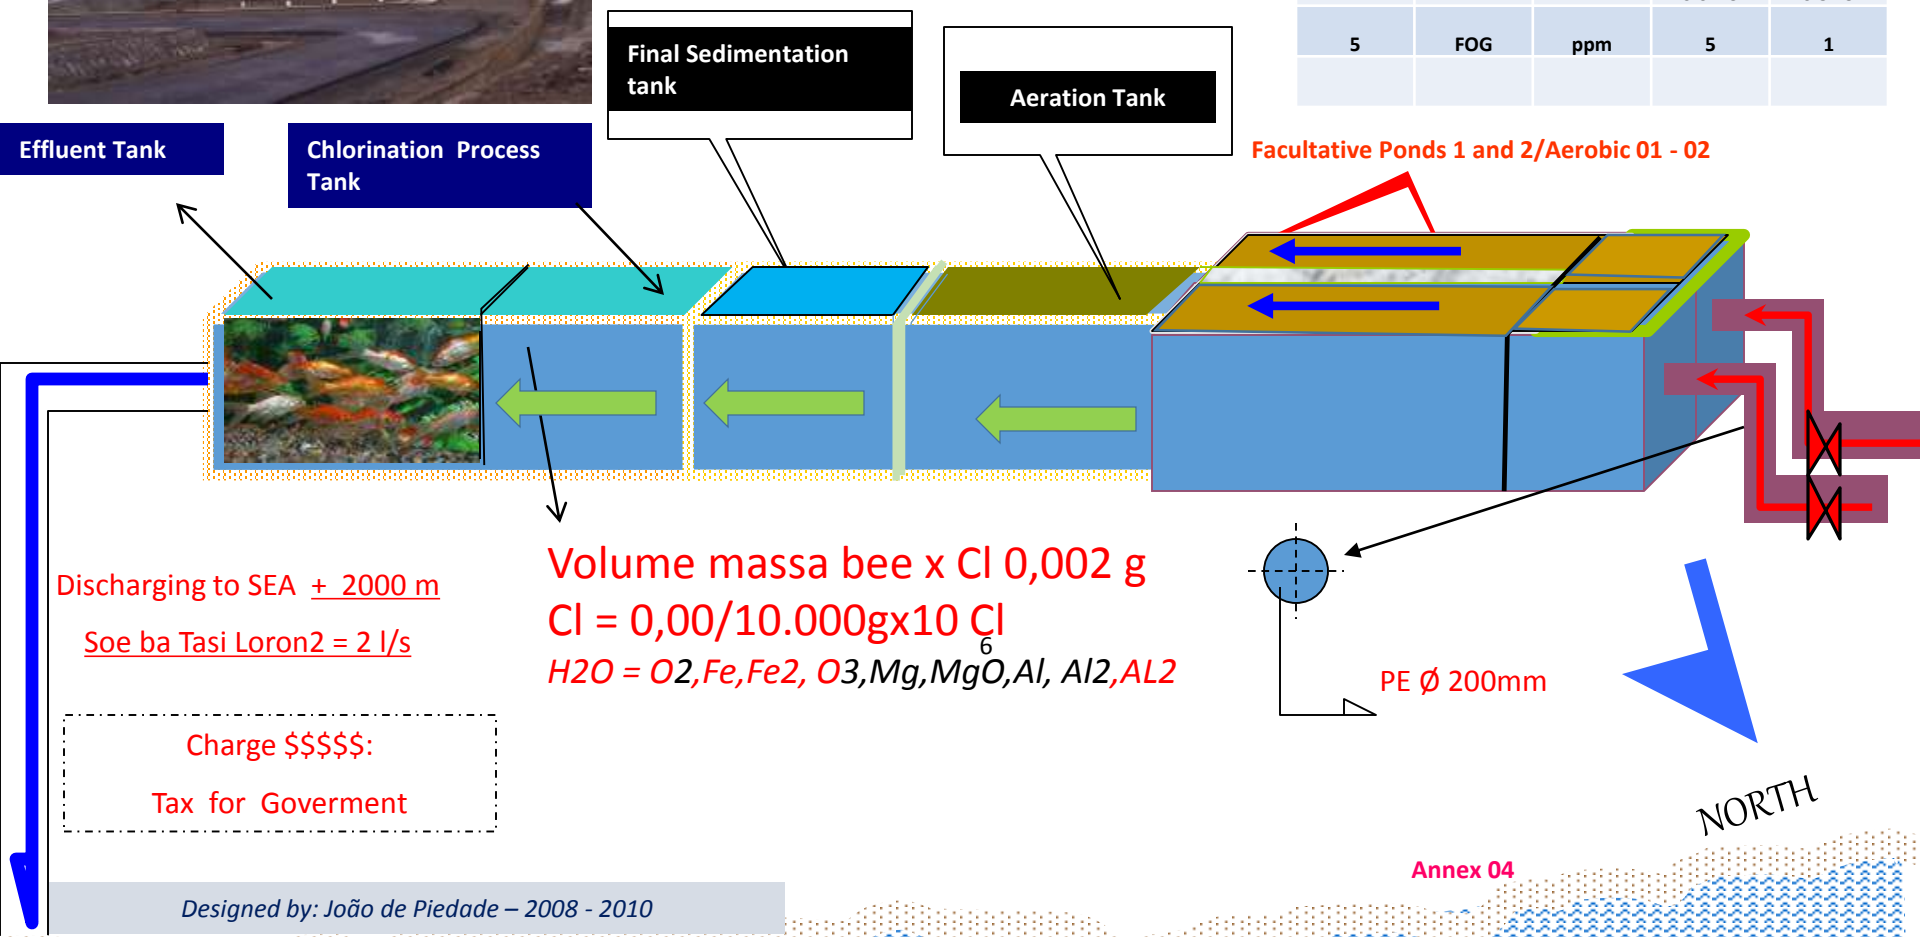 5 FOG ppm 5 1
Final Sedimentation
tank
Aeration Tank
Effluent Tank
Chlorination Process
Tank
Facultative Ponds 1 and 2/Aerobic 01 - 02
Volume massa bee x Cl 0,002 g
Cl = 0,00/10.000gx10 Cl
6
H2O = O2,Fe,Fe2, O3,Mg,MgO,Al, Al2,AL2
Discharging to SEA + 2000 m
Soe ba Tasi Loron2 = 2 l/s
PE Ø 200mm
Charge $$$$$:
Tax for Goverment
NORTH
Annex 04
Designed by: João de Piedade – 2008 - 2010